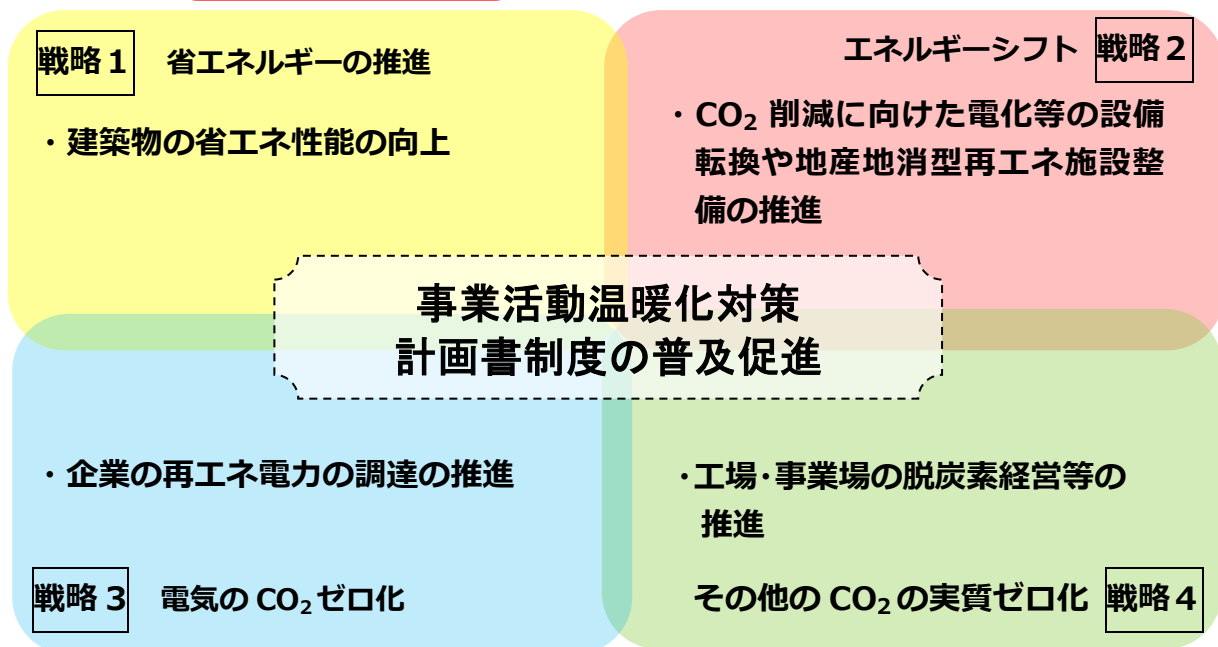 戦略1 省エネルギーの推進
・建築物の省エネ性能の向上
エネルギーシフト 戦略2
・CO₂ 削減に向けた電化等の設備
転換や地産地消型再エネ施設整
備の推進
事業活動温暖化対策
計画書制度の普及促進
・企業の再エネ電力の調達の推進
戦略3 電気の CO₂ゼロ化
・工場・事業場の脱炭素経営等の
推進
その他の CO₂の実質ゼロ化 戦略4